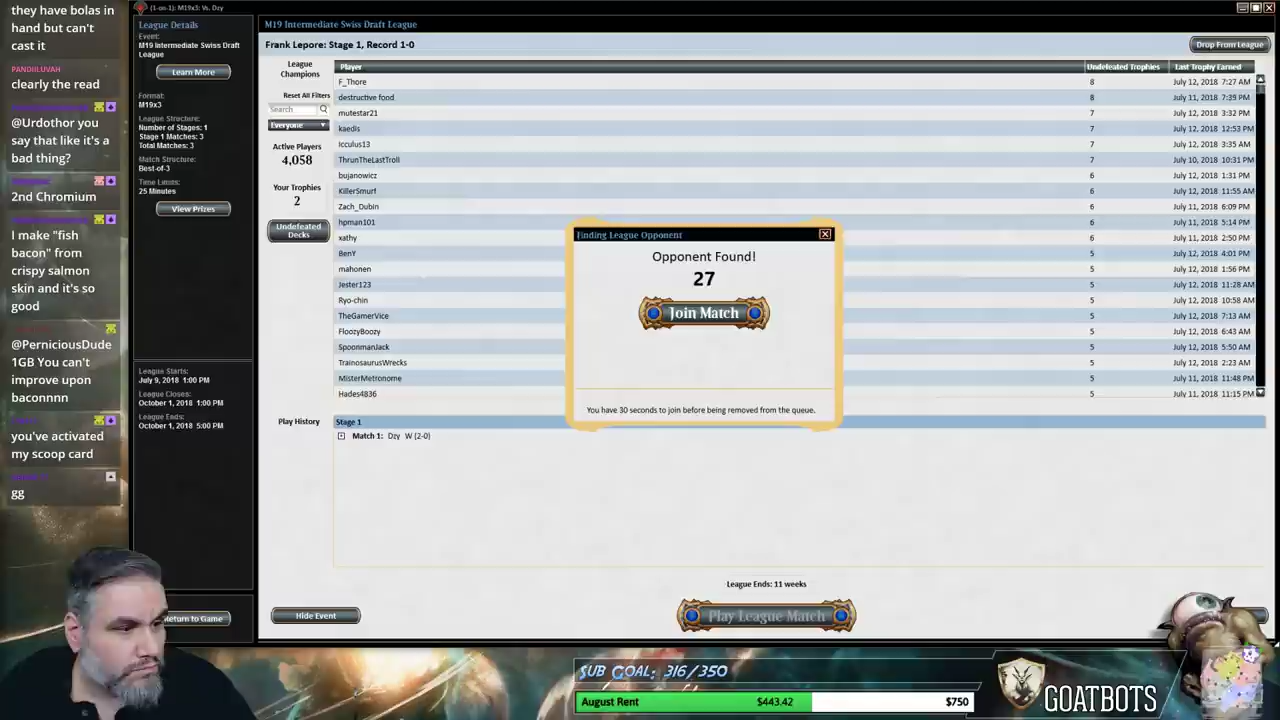 (1-on-1): M19x3: Vs. Dzy
they have bolas in
hand but can't
cast it
PANDIILUVAH
clearly the read
@Urdothor you
say that like it's a
bad thing?
2nd Chromium
I make "fish
bacon" from
crispy salmon
skin and it's so
good
@PerniciousDude
1GB You can't
improve upon
baconnnn
you've activated
my scoop card
gg
League Details
Event:
M19 Intermediate Swiss Draft
League
Learn More
Format:
M19x3
League Structure:
Number of Stages: 1
Stage 1 Matches: 3
Total Matches: 3
Match Structure:
Best-of-3
Time Limits:
25 Minutes
View Prizes
League Starts:
July 9, 2018 1:00 PM
League Closes:
October 1, 2018 1:00 PM
League Ends:
October 1, 2018 5:00 PM
Return to Game
M19 Intermediate Swiss Draft League
Frank Lepore: Stage 1, Record 1-0
Drop From League
League
Champions
Reset All Filters
Search
Everyone
Active Players
4,058
Your Trophies
2
Undefeated
Decks
Player Undefeated Trophies Last Trophy Earned
F_Thore 8 July 12, 2018 7:27 AM
destructive food 8 July 11, 2018 7:39 PM
mutestar21 7 July 12, 2018 3:32 PM
kaedis 7 July 12, 2018 12:53 PM
Icculus13 7 July 12, 2018 3:35 AM
ThrunTheLastTroll 7 July 10, 2018 10:31 PM
bujanowicz 6 July 12, 2018 1:31 PM
KillerSmurf 6 July 12, 2018 11:55 AM
Zach_Dubin 6 July 11, 2018 6:09 PM
hpman101 6 July 11, 2018 5:14 PM
xathy 6 July 11, 2018 2:50 PM
BenY 5 July 12, 2018 4:01 PM
mahonen 5 July 12, 2018 1:56 PM
Jester123 5 July 12, 2018 11:28 AM
Ryo-chin 5 July 12, 2018 10:58 AM
TheGamerVice 5 July 12, 2018 7:13 AM
FloozyBoozy 5 July 12, 2018 6:43 AM
SpoonmanJack 5 July 12, 2018 5:50 AM
TrainosaurusWrecks 5 July 12, 2018 2:23 AM
MisterMetronome 5 July 11, 2018 11:48 PM
Hades4836 5 July 11, 2018 11:15 PM
Finding League Opponent
Opponent Found!
27
Join Match
You have 30 seconds to join before being removed from the queue.
Play History
Stage 1
Match 1: Dzy W (2-0)
League Ends: 11 weeks
Hide Event
Play League Match
SUB GOAL: 316/350
August Rent $443.42 $750
GOATBOTS